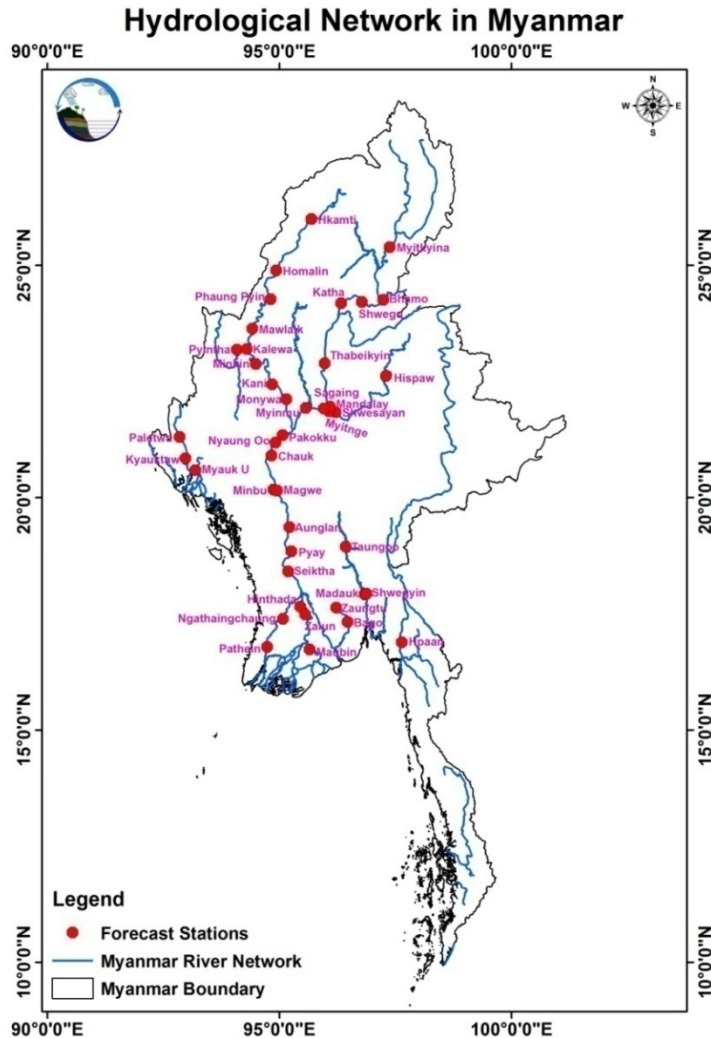 Hydrological Network in Myanmar
90°0'0"E 95°0'0"E 100°0'0"E
N
W E
S
Hkamti
Myitkyina
25°0'0"N 25°0'0"N
Homalin
Phaung Pyin Katha Bhamo
Shwegu
Mawlaik
Pyintha Kalewa
Minkin Thabeikyin
Kani Hispaw
Monywa Sagaing
Mandalay
Myinmu Shwesayan
Myitnge
Paletwa Nyaung Oo Pakokku
Kyauktaw Chauk
Myauk U
Minbu Magwe
20°0'0"N 20°0'0"N
Aunglan
Pyay Taungoo
Seiktha
Madauk Shwegyin
Hinthada Zaungtu
Ngathaingchaung Zalun Bago
Pathein Maubin Hpaan
15°0'0"N 15°0'0"N
Legend
Forecast Stations
Myanmar River Network
Myanmar Boundary
10°0'0"N 10°0'0"N
90°0'0"E 95°0'0"E 100°0'0"E